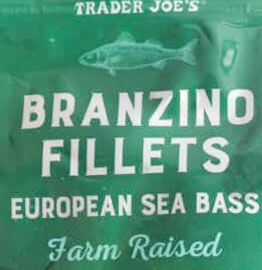 TRADER JOE'S
BRANZINO
FILLETS
EUROPEAN SEA BASS
Farm Raised